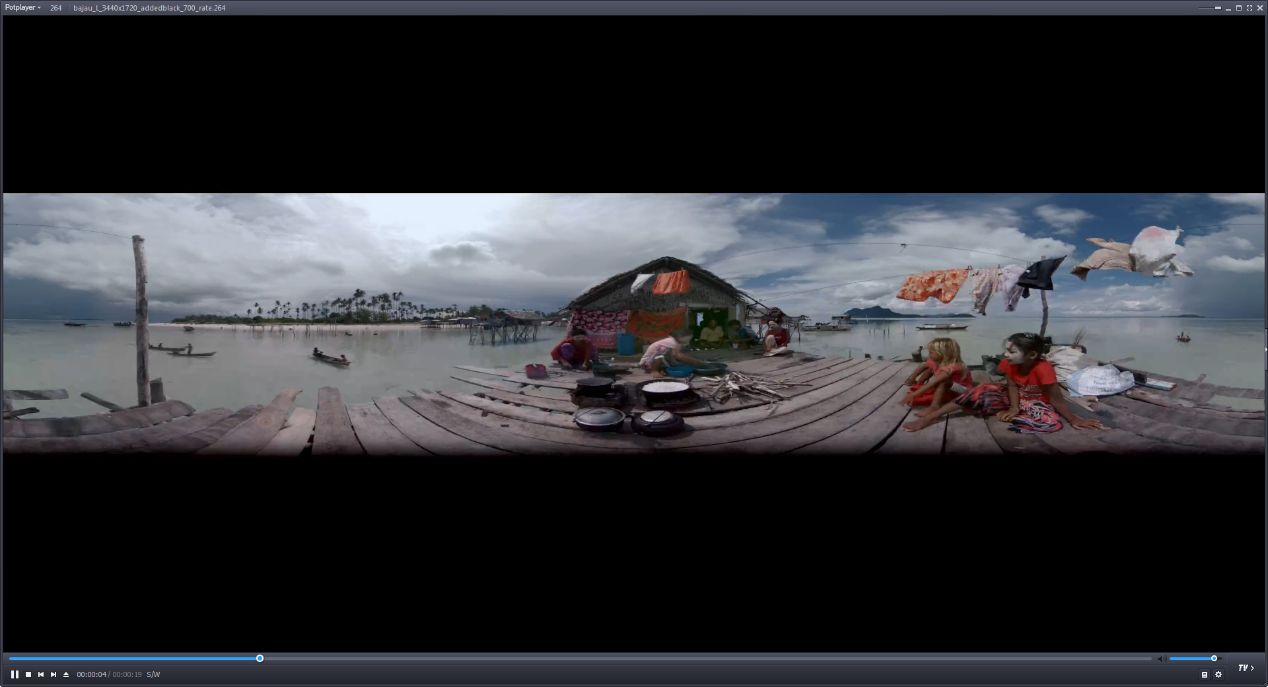 Potplayer 264 bajau_l_3440x1720_addedblack_700_rate.264
00:00:04 / 00:00:19 S/W
TV